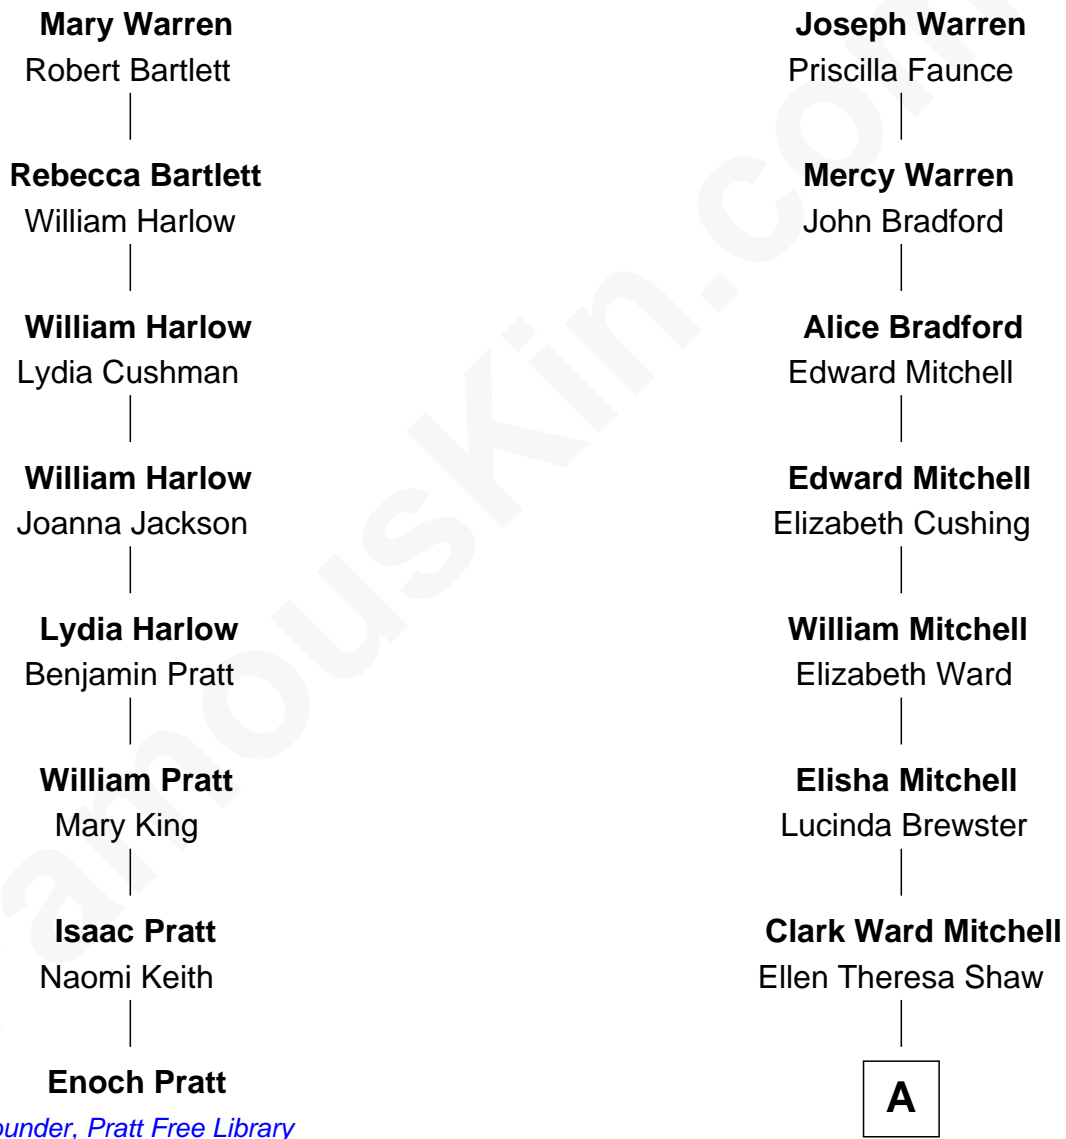 Mary Warren
Robert Bartlett
Rebecca Bartlett
William Harlow
William Harlow
Lydia Cushman
William Harlow
Joanna Jackson
Lydia Harlow
Benjamin Pratt
William Pratt
Mary King
Isaac Pratt
Naomi Keith
Enoch Pratt
ounder, Pratt Free Library
Joseph Warren
Priscilla Faunce
Mercy Warren
John Bradford
Alice Bradford
Edward Mitchell
Edward Mitchell
Elizabeth Cushing
William Mitchell
Elizabeth Ward
Elisha Mitchell
Lucinda Brewster
Clark Ward Mitchell
Ellen Theresa Shaw
A
amouskin.com